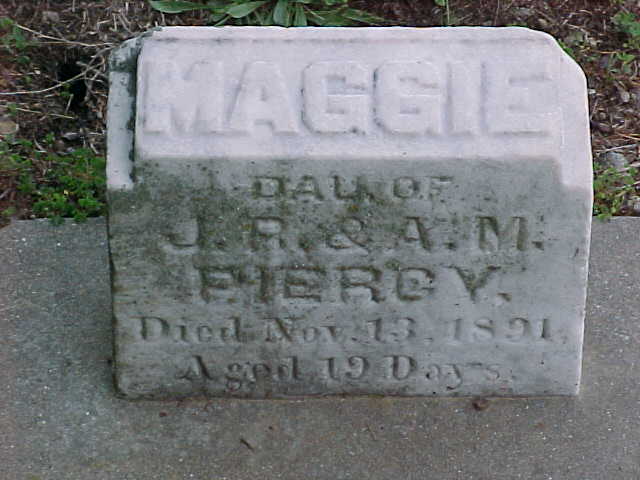 MAGGIE
DAU. OF
J. R. & A. M.
PIERCY.
Died Nov. 13, 1891.
Aged 19 Days.